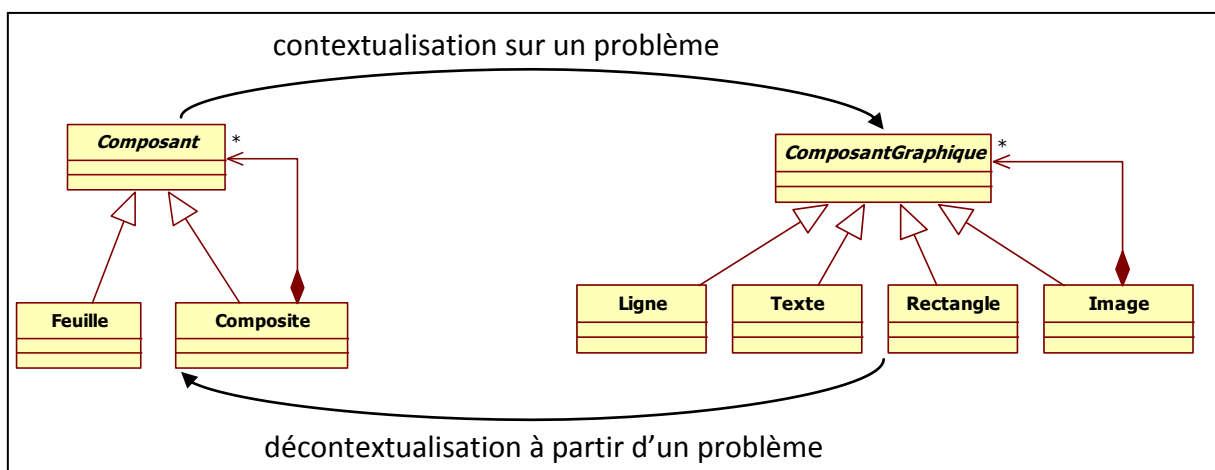 contextualisation sur un problème
Composant
*
ComposantGraphique
*
Feuille
Composite
Ligne
Texte
Rectangle
Image
décontextualisation à partir d’un problème